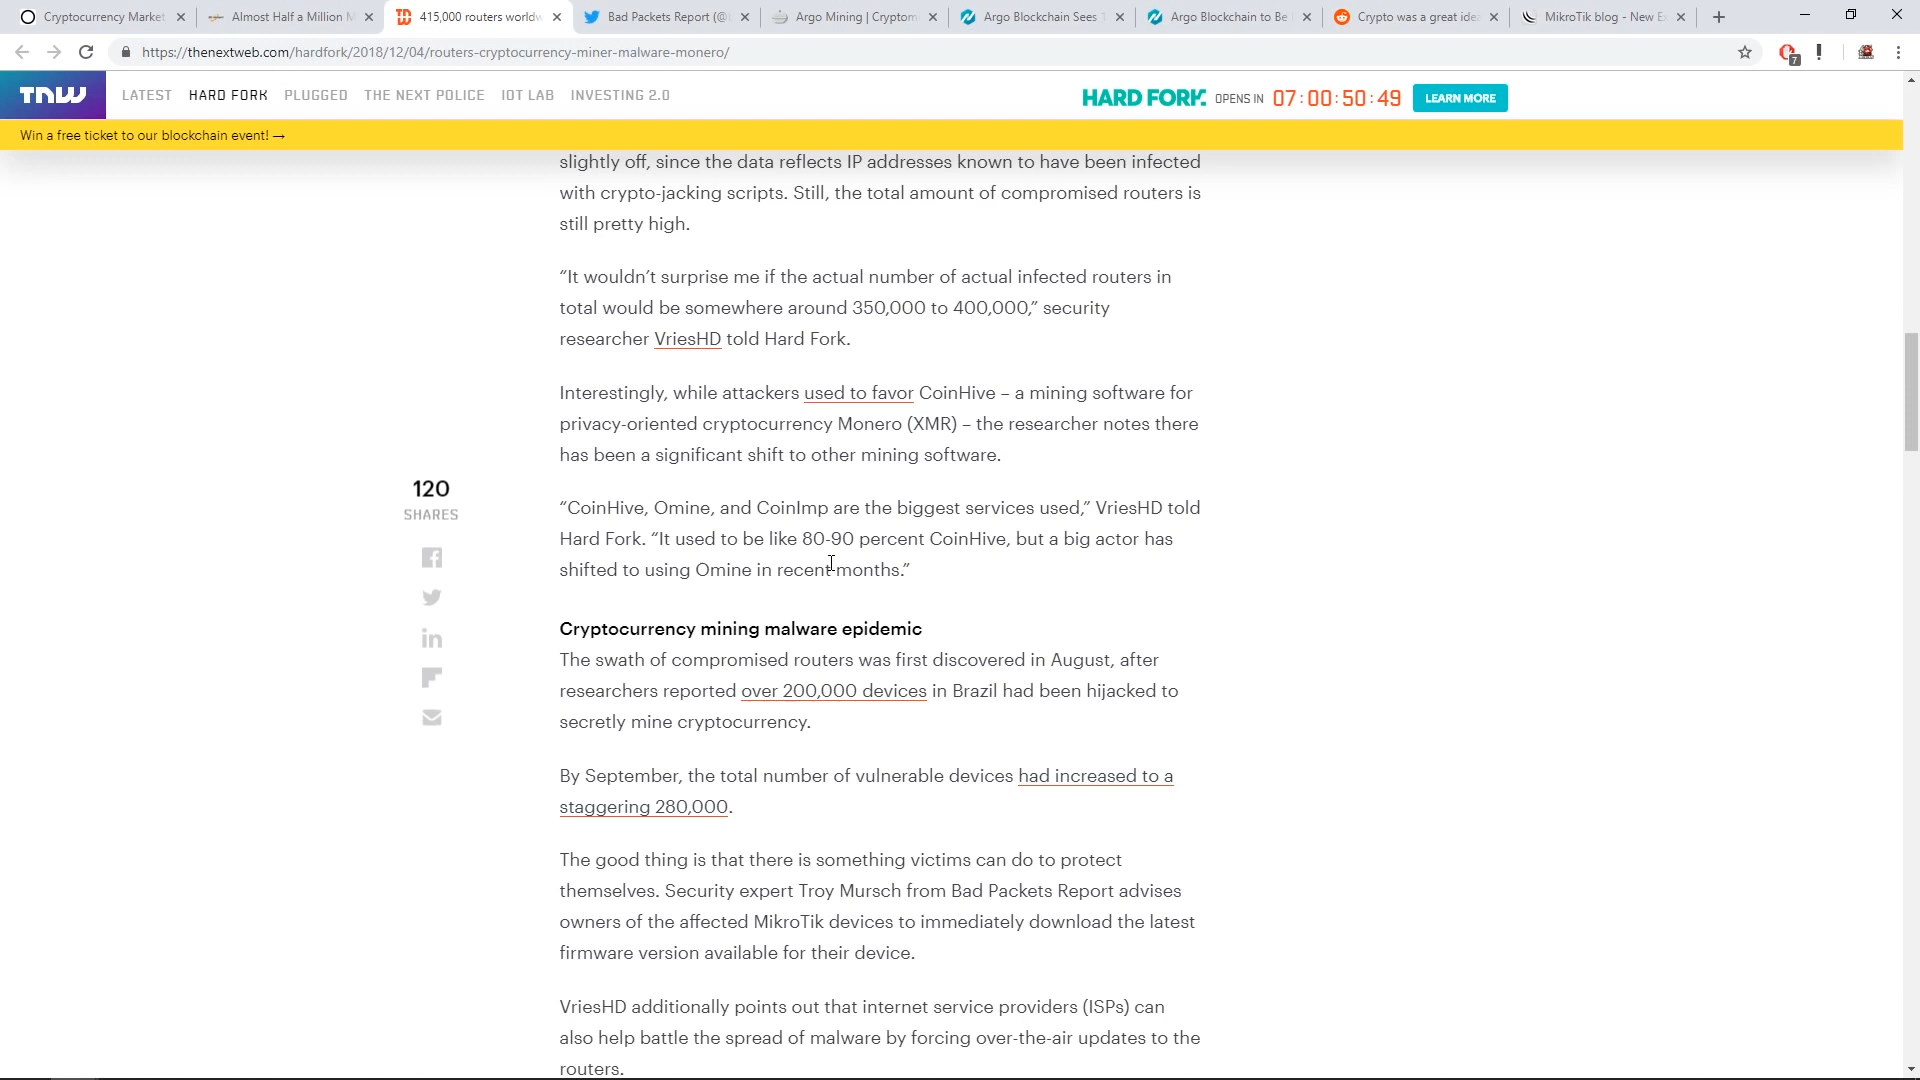 Cryptocurrency Market
Almost Half a Million M
415,000 routers worldw
Bad Packets Report (@
Argo Mining | Cryptom
Argo Blockchain Sees
Argo Blockchain to Be
Crypto was a great ide
MikroTik blog - New E
https://thenextweb.com/hardfork/2018/12/04/routers-cryptocurrency-miner-malware-monero/
7
TNW
LATEST HARD FORK PLUGGED THE NEXT POLICE IOT LAB INVESTING 2.0
HARD FORK. OPENS IN 07:00:50:49 LEARN MORE
Win a free ticket to our blockchain event! →
slightly off, since the data reflects IP addresses known to have been infected
with crypto-jacking scripts. Still, the total amount of compromised routers is
still pretty high.
“It wouldn’t surprise me if the actual number of actual infected routers in
total would be somewhere around 350,000 to 400,000,” security
researcher VriesHD told Hard Fork.
Interestingly, while attackers used to favor CoinHive – a mining software for
privacy-oriented cryptocurrency Monero (XMR) – the researcher notes there
has been a significant shift to other mining software.
120
SHARES
“CoinHive, Omine, and CoinImp are the biggest services used,” VriesHD told
Hard Fork. “It used to be like 80-90 percent CoinHive, but a big actor has
shifted to using Omine in recent months.”
Cryptocurrency mining malware epidemic
The swath of compromised routers was first discovered in August, after
researchers reported over 200,000 devices in Brazil had been hijacked to
secretly mine cryptocurrency.
By September, the total number of vulnerable devices had increased to a
staggering 280,000.
The good thing is that there is something victims can do to protect
themselves. Security expert Troy Mursch from Bad Packets Report advises
owners of the affected MikroTik devices to immediately download the latest
firmware version available for their device.
VriesHD additionally points out that internet service providers (ISPs) can
also help battle the spread of malware by forcing over-the-air updates to the
routers.